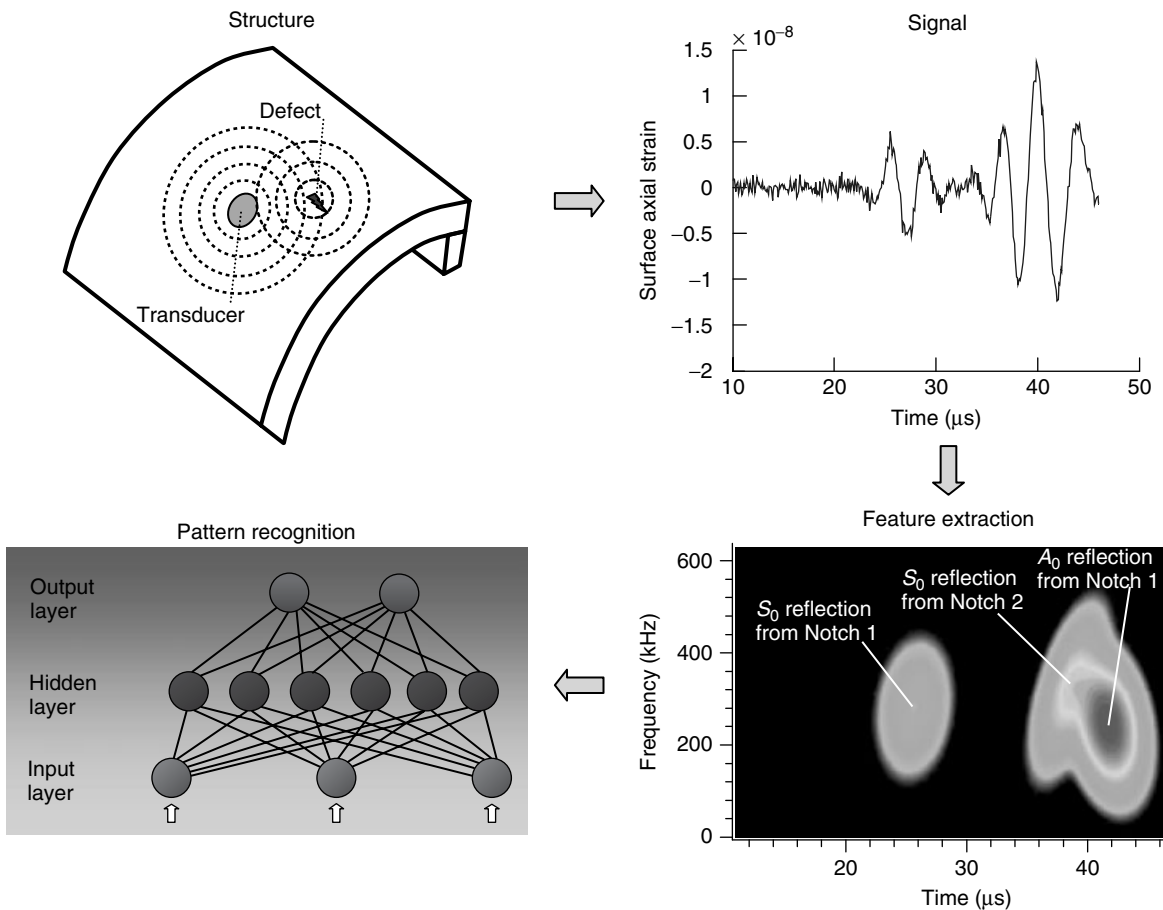 Structure
Defect
Transducer
Signal
× 10⁻⁸
1.5
1
0.5
0
−0.5
−1
−1.5
−2
Surface axial strain
10
20
30
40
50
Time (μs)
Pattern recognition
Output
layer
Hidden
layer
Input
layer
Feature extraction
600
400
200
0
Frequency (kHz)
S₀ reflection
from Notch 1
S₀ reflection
from Notch 2
A₀ reflection
from Notch 1
20
30
40
Time (μs)